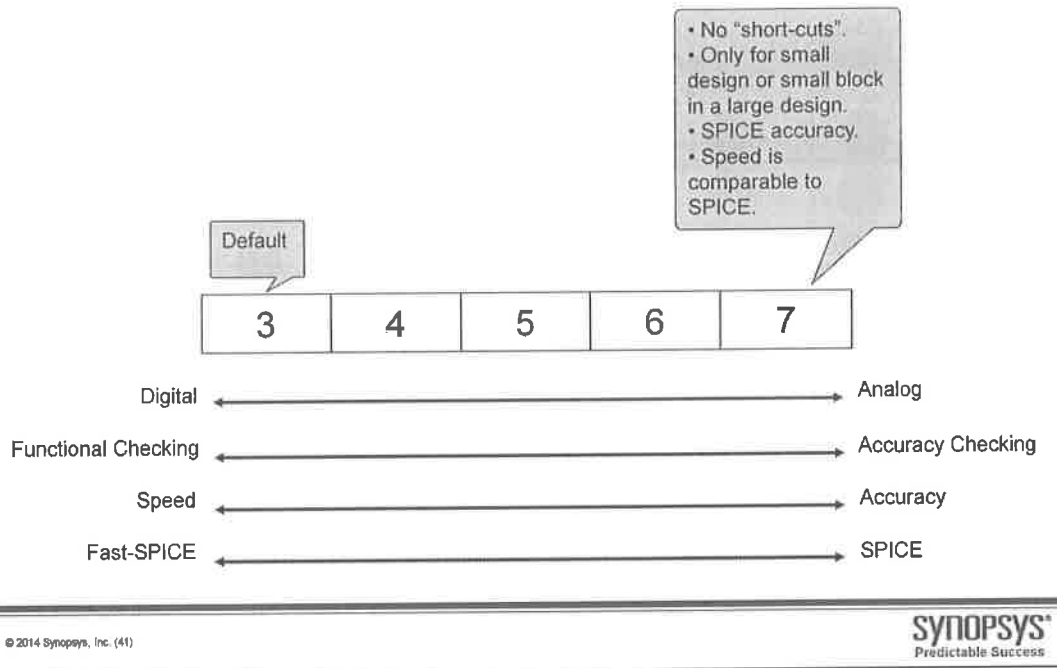 • No "short-cuts".
• Only for small
design or small block
in a large design.
• SPICE accuracy.
• Speed is
comparable to
SPICE.
Default
3 4 5 6 7
Digital Analog
Functional Checking Accuracy Checking
Speed Accuracy
Fast-SPICE SPICE
© 2014 Synopsys, Inc. (41)
SYNOPSYS®
Predictable Success